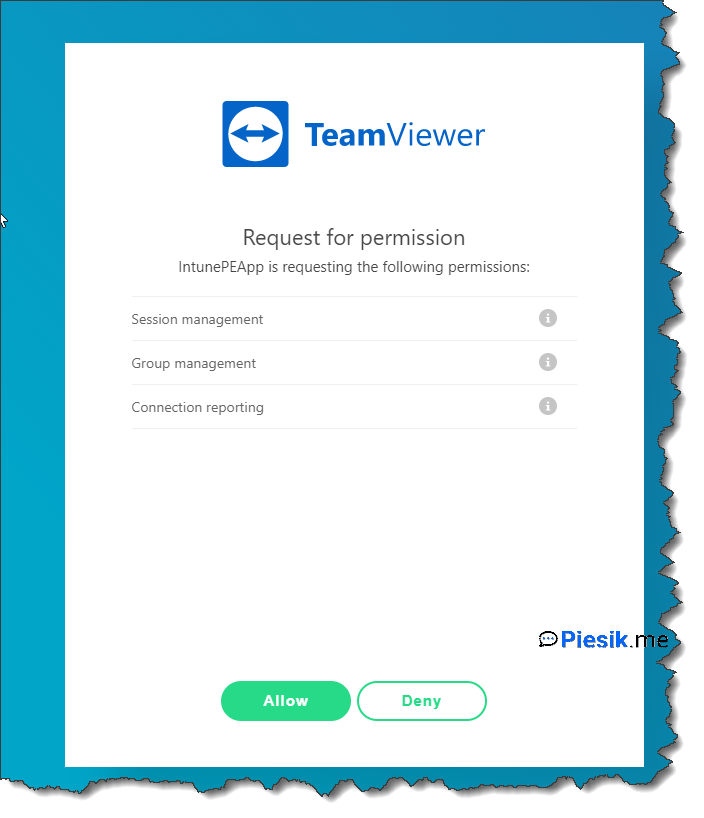 TeamViewer
Request for permission
IntunePEApp is requesting the following permissions:
Session management
Group management
Connection reporting
Piesik.me
Allow Deny